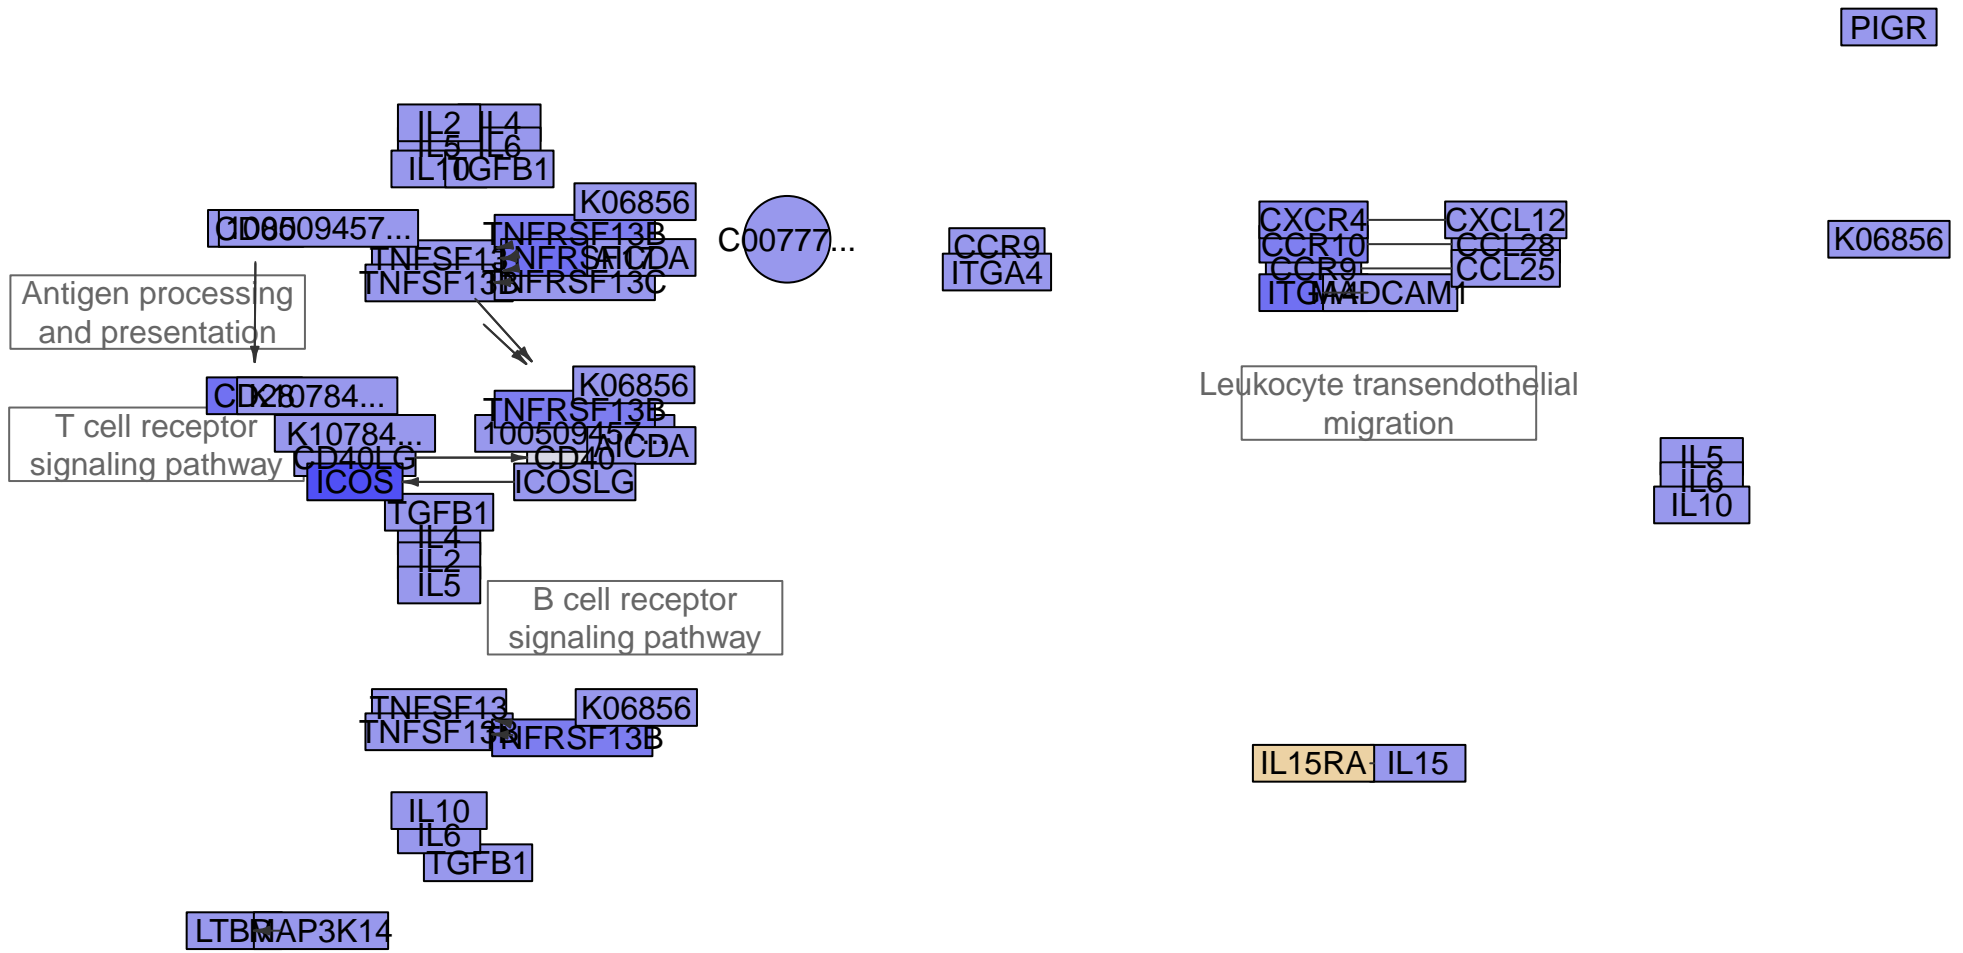 PIGR
IL2
IL4
IL5
IL6
IL10
TGFB1
K06856
CD80
100509457...
TNFRSF13B
TNFSF13
TNFRSF17
AICDA
TNFSF13B
TNFRSF13C
C00777...
CCR9
ITGA4
CXCR4
CXCL12
CCR10
CCL28
CCR9
CCL25
ITGA4
MADCAM1
K06856
Antigen processing
and presentation
CD28
K10784...
K06856
TNFRSF13B
Leukocyte transendothelial
migration
T cell receptor
signaling pathway
K10784...
100509457...
AICDA
CD40LG
CD40
ICOS
ICOSLG
IL5
IL6
IL10
TGFB1
IL4
IL2
IL5
B cell receptor
signaling pathway
TNFSF13
K06856
TNFSF13B
TNFRSF13B
IL15RA
IL15
IL10
IL6
TGFB1
LTBR
MAP3K14